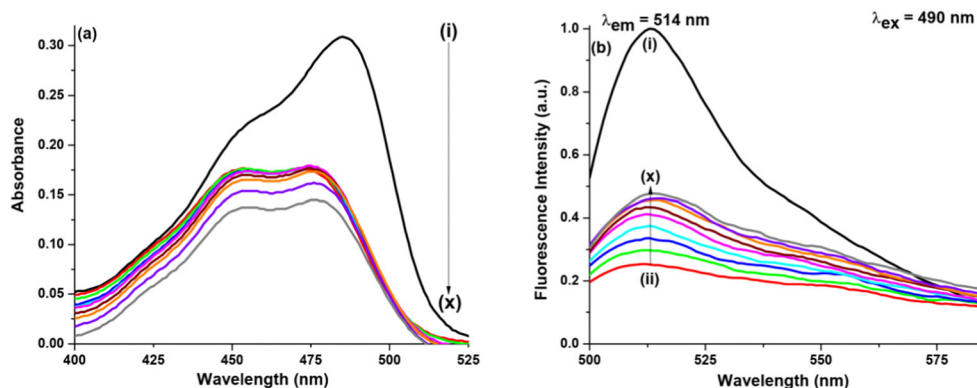 (a)
(i)
(x)
0.30
0.25
0.20
0.15
0.10
0.05
0.00
Absorbance
400 425 450 475 500 525
Wavelength (nm)
λem = 514 nm
λex = 490 nm
(b)
(i)
(x)
(ii)
1.0
0.8
0.6
0.4
0.2
0.0
Fluorescence Intensity (a.u.)
500 525 550 575
Wavelength (nm)